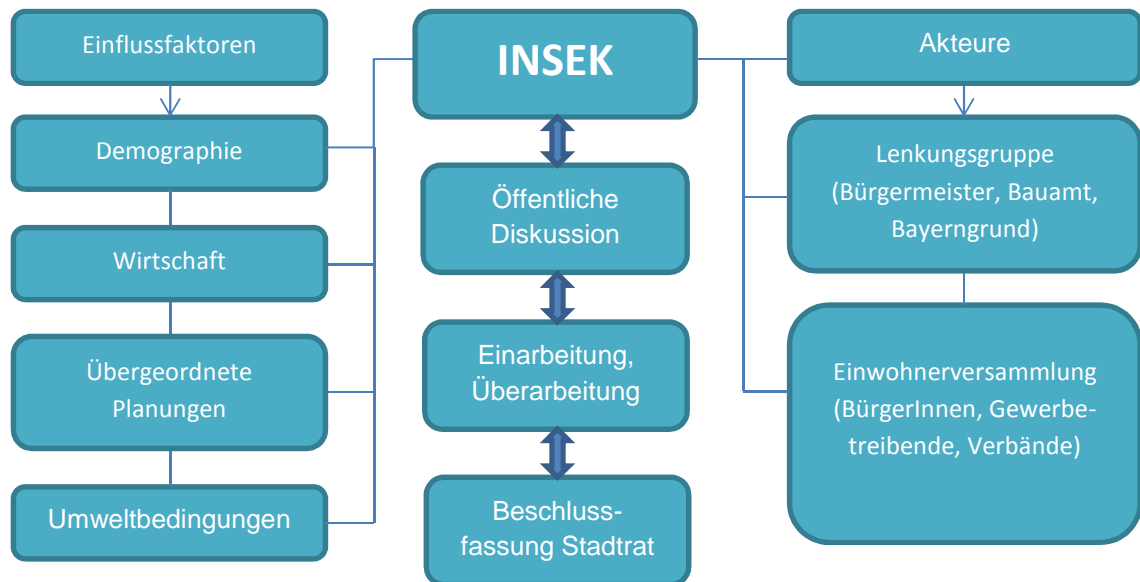 Einflussfaktoren
Demographie
Wirtschaft
Übergeordnete
Planungen
Umweltbedingungen
INSEK
Öffentliche
Diskussion
Einarbeitung,
Überarbeitung
Beschluss-
fassung Stadtrat
Akteure
Lenkungsgruppe
(Bürgermeister, Bauamt,
Bayerngrund)
Einwohnerversammlung
(BürgerInnen, Gewerbe-
treibende, Verbände)